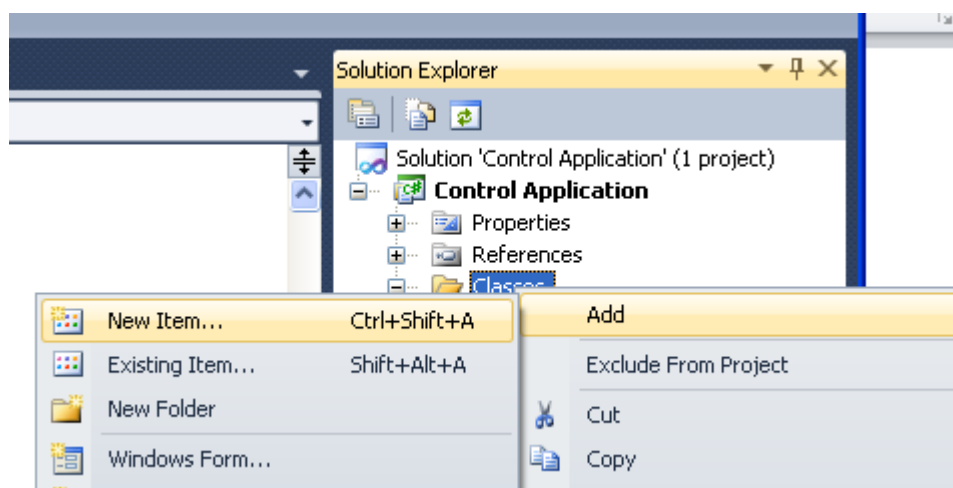 Solution Explorer
Solution 'Control Application' (1 project)
Control Application
Properties
References
Classes
New Item... Ctrl+Shift+A
Add
Existing Item... Shift+Alt+A
Exclude From Project
New Folder
Cut
Windows Form...
Copy